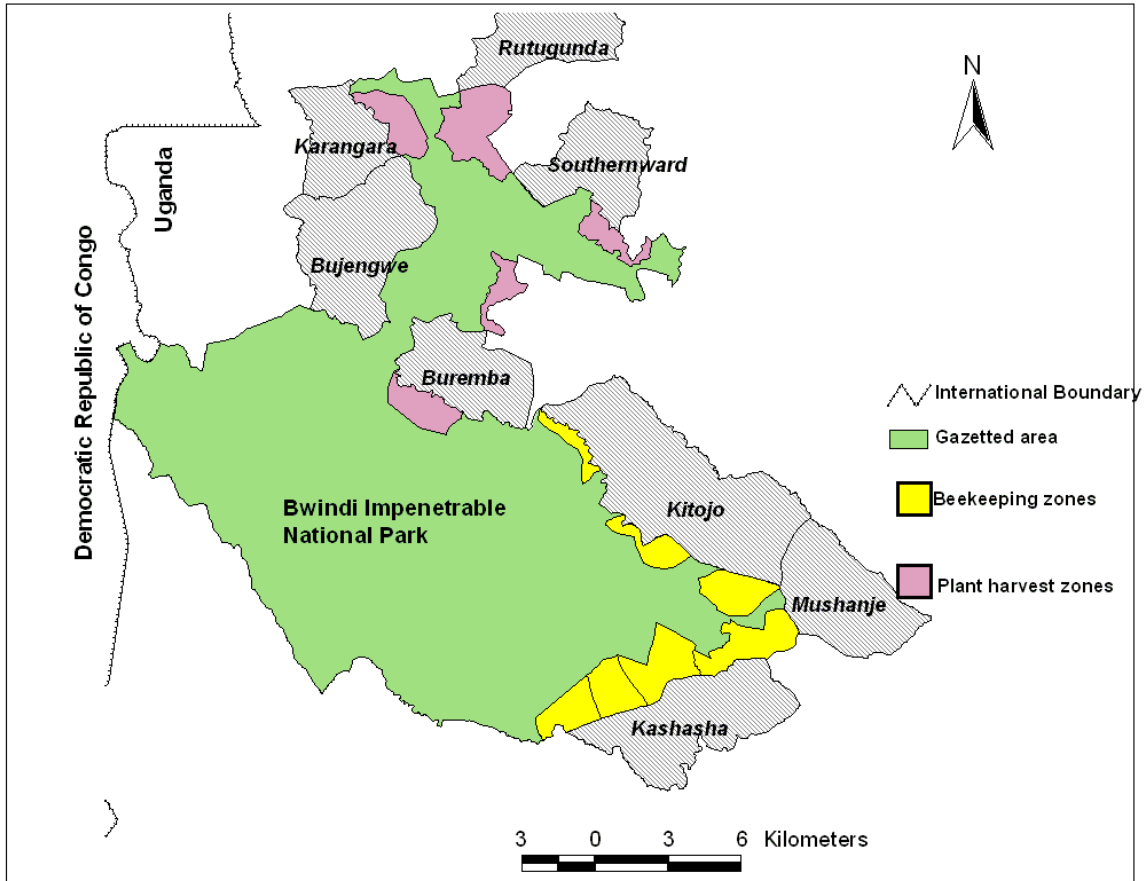 Rutugunda
N
Karangara
Southernward
Uganda
Bujengwe
Democratic Republic of Congo
Buremba
International Boundary
Gazetted area
Bwindi Impenetrable
National Park
Kitojo
Beekeeping zones
Mushanje
Plant harvest zones
Kashasha
3 0 3 6 Kilometers